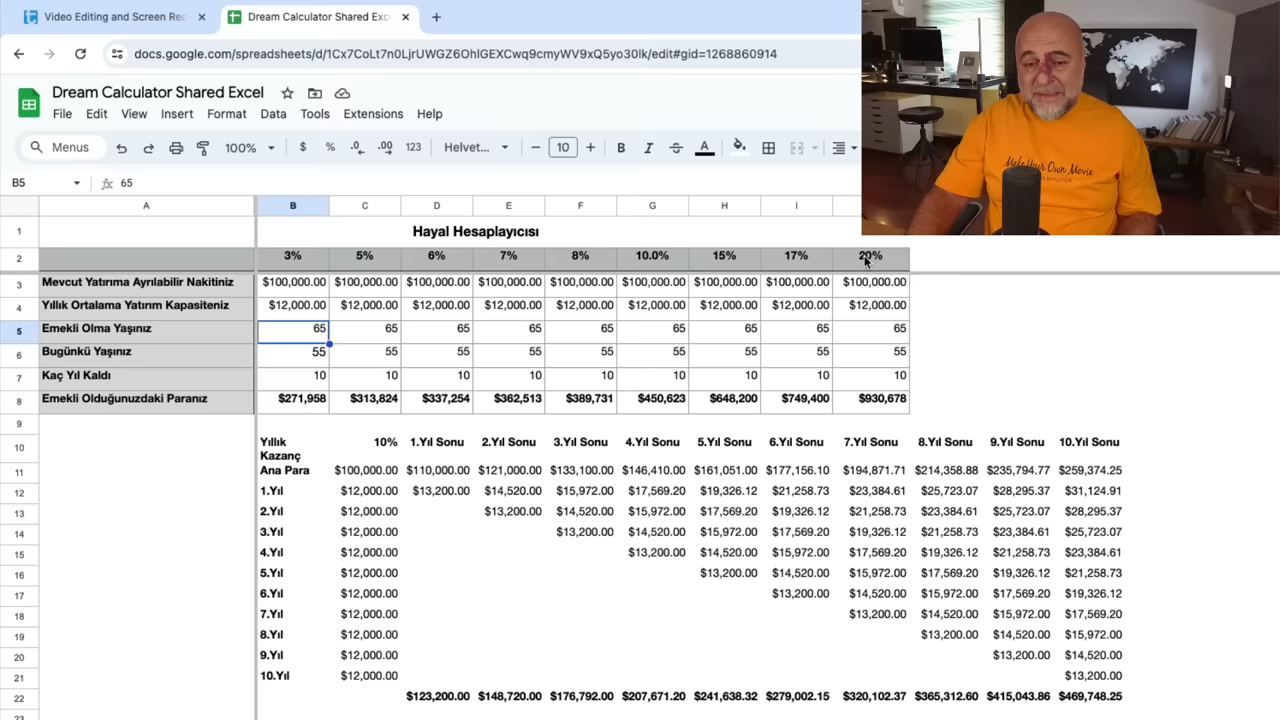 Video Editing and Screen Rec
Dream Calculator Shared Exc
docs.google.com/spreadsheets/d/1Cx7CoLt7n0LjrUWGZ6OhlGEXCwq9cmyWV9xQ5yo30lk/edit#gid=1268860914
Dream Calculator Shared Excel
File Edit View Insert Format Data Tools Extensions Help
Menus 100% $ % .0 .00 123 Helvet... 10 B I A
B5 fx 65
A B C D E F G H I
1 Hayal Hesaplayıcısı
2 3% 5% 6% 7% 8% 10.0% 15% 17% 20%
3 Mevcut Yatırıma Ayrılabilir Nakitiniz $100,000.00 $100,000.00 $100,000.00 $100,000.00 $100,000.00 $100,000.00 $100,000.00 $100,000.00 $100,000.00
4 Yıllık Ortalama Yatırım Kapasiteniz $12,000.00 $12,000.00 $12,000.00 $12,000.00 $12,000.00 $12,000.00 $12,000.00 $12,000.00 $12,000.00
5 Emekli Olma Yaşınız 65 65 65 65 65 65 65 65 65
6 Bugünkü Yaşınız 55 55 55 55 55 55 55 55 55
7 Kaç Yıl Kaldı 10 10 10 10 10 10 10 10 10
8 Emekli Olduğunuzdaki Paranız $271,958 $313,824 $337,254 $362,513 $389,731 $450,623 $648,200 $749,400 $930,678
9
10 Yıllık Kazanç 10% 1.Yıl Sonu 2.Yıl Sonu 3.Yıl Sonu 4.Yıl Sonu 5.Yıl Sonu 6.Yıl Sonu 7.Yıl Sonu 8.Yıl Sonu 9.Yıl Sonu 10.Yıl Sonu
11 Ana Para $100,000.00 $110,000.00 $121,000.00 $133,100.00 $146,410.00 $161,051.00 $177,156.10 $194,871.71 $214,358.88 $235,794.77 $259,374.25
12 1.Yıl $12,000.00 $13,200.00 $14,520.00 $15,972.00 $17,569.20 $19,326.12 $21,258.73 $23,384.61 $25,723.07 $28,295.37 $31,124.91
13 2.Yıl $12,000.00 $13,200.00 $14,520.00 $15,972.00 $17,569.20 $19,326.12 $21,258.73 $23,384.61 $25,723.07 $28,295.37
14 3.Yıl $12,000.00 $13,200.00 $14,520.00 $15,972.00 $17,569.20 $19,326.12 $21,258.73 $23,384.61 $25,723.07
15 4.Yıl $12,000.00 $13,200.00 $14,520.00 $15,972.00 $17,569.20 $19,326.12 $21,258.73 $23,384.61
16 5.Yıl $12,000.00 $13,200.00 $14,520.00 $15,972.00 $17,569.20 $19,326.12 $21,258.73
17 6.Yıl $12,000.00 $13,200.00 $14,520.00 $15,972.00 $17,569.20 $19,326.12
18 7.Yıl $12,000.00 $13,200.00 $14,520.00 $15,972.00 $17,569.20
19 8.Yıl $12,000.00 $13,200.00 $14,520.00 $15,972.00
20 9.Yıl $12,000.00 $13,200.00 $14,520.00
21 10.Yıl $12,000.00 $13,200.00
22 $123,200.00 $148,720.00 $176,792.00 $207,671.20 $241,638.32 $279,002.15 $320,102.37 $365,312.60 $415,043.86 $469,748.25
23
Make Your Own Movie